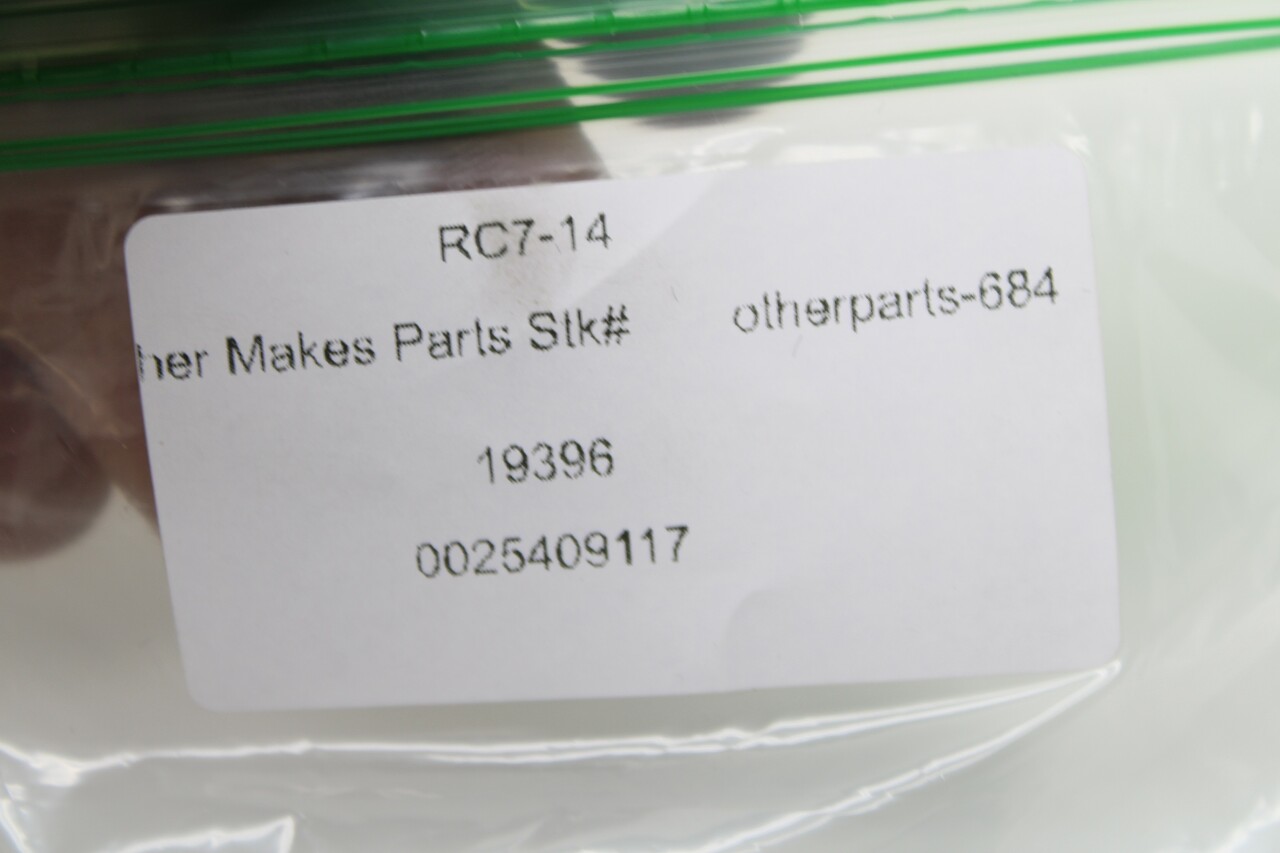 RC7-14
her Makes Parts Stk# otherparts-684
19396
0025409117